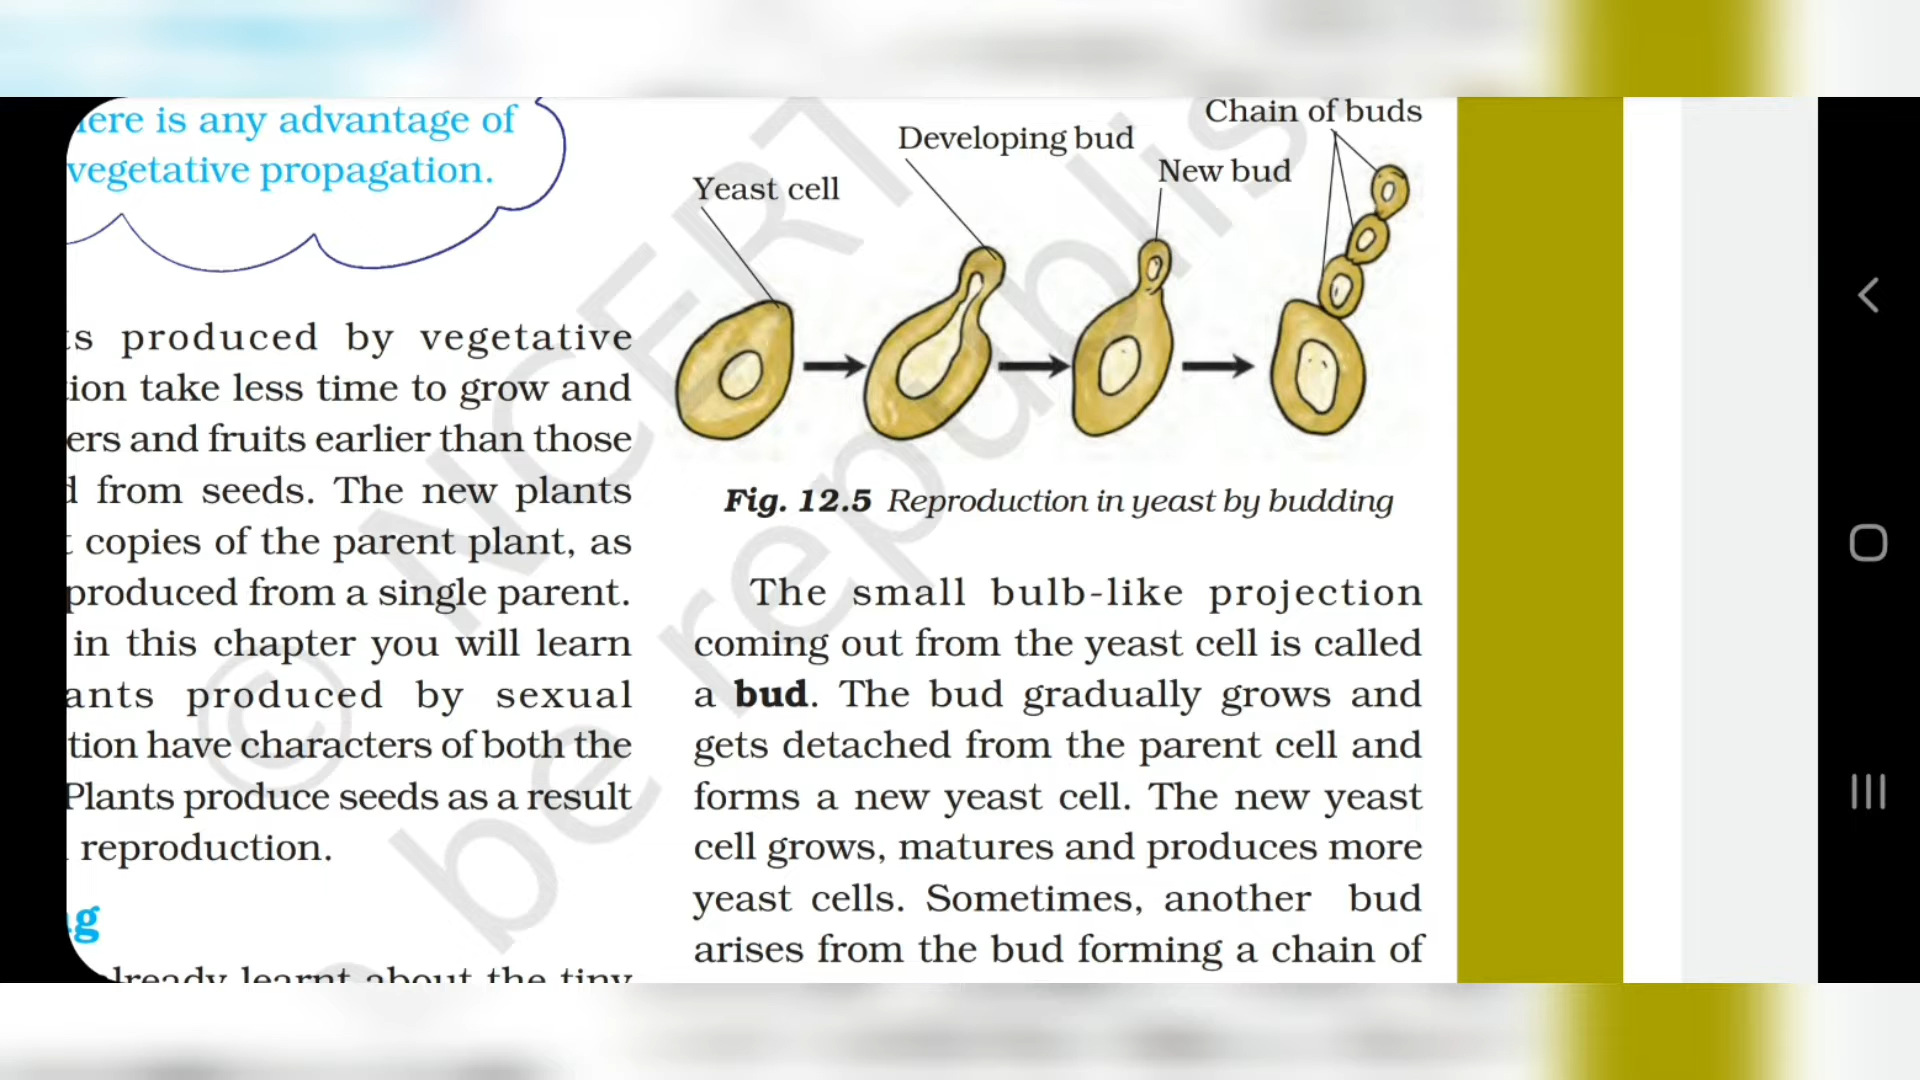 here is any advantage of
vegetative propagation.
produced by vegetative
take less time to grow and
and fruits earlier than those
from seeds. The new plants
copies of the parent plant, as
produced from a single parent.
in this chapter you will learn
produced by sexual
have characters of both the
Plants produce seeds as a result
reproduction.
already learnt about the tiny
Yeast cell
Developing bud
New bud
Chain of buds
Fig. 12.5 Reproduction in yeast by budding
The small bulb-like projection
coming out from the yeast cell is called
a bud. The bud gradually grows and
gets detached from the parent cell and
forms a new yeast cell. The new yeast
cell grows, matures and produces more
yeast cells. Sometimes, another bud
arises from the bud forming a chain of
© NCERT
be republis